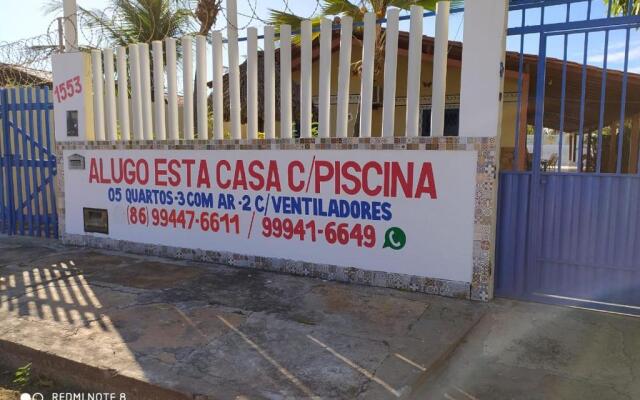 1553
ALUGO ESTA CASA C/PISCINA
05 QUARTOS-3 COM AR-2 C/VENTILADORES
(86) 99447-6611 / 99941-6649
REDMI NOTE 8